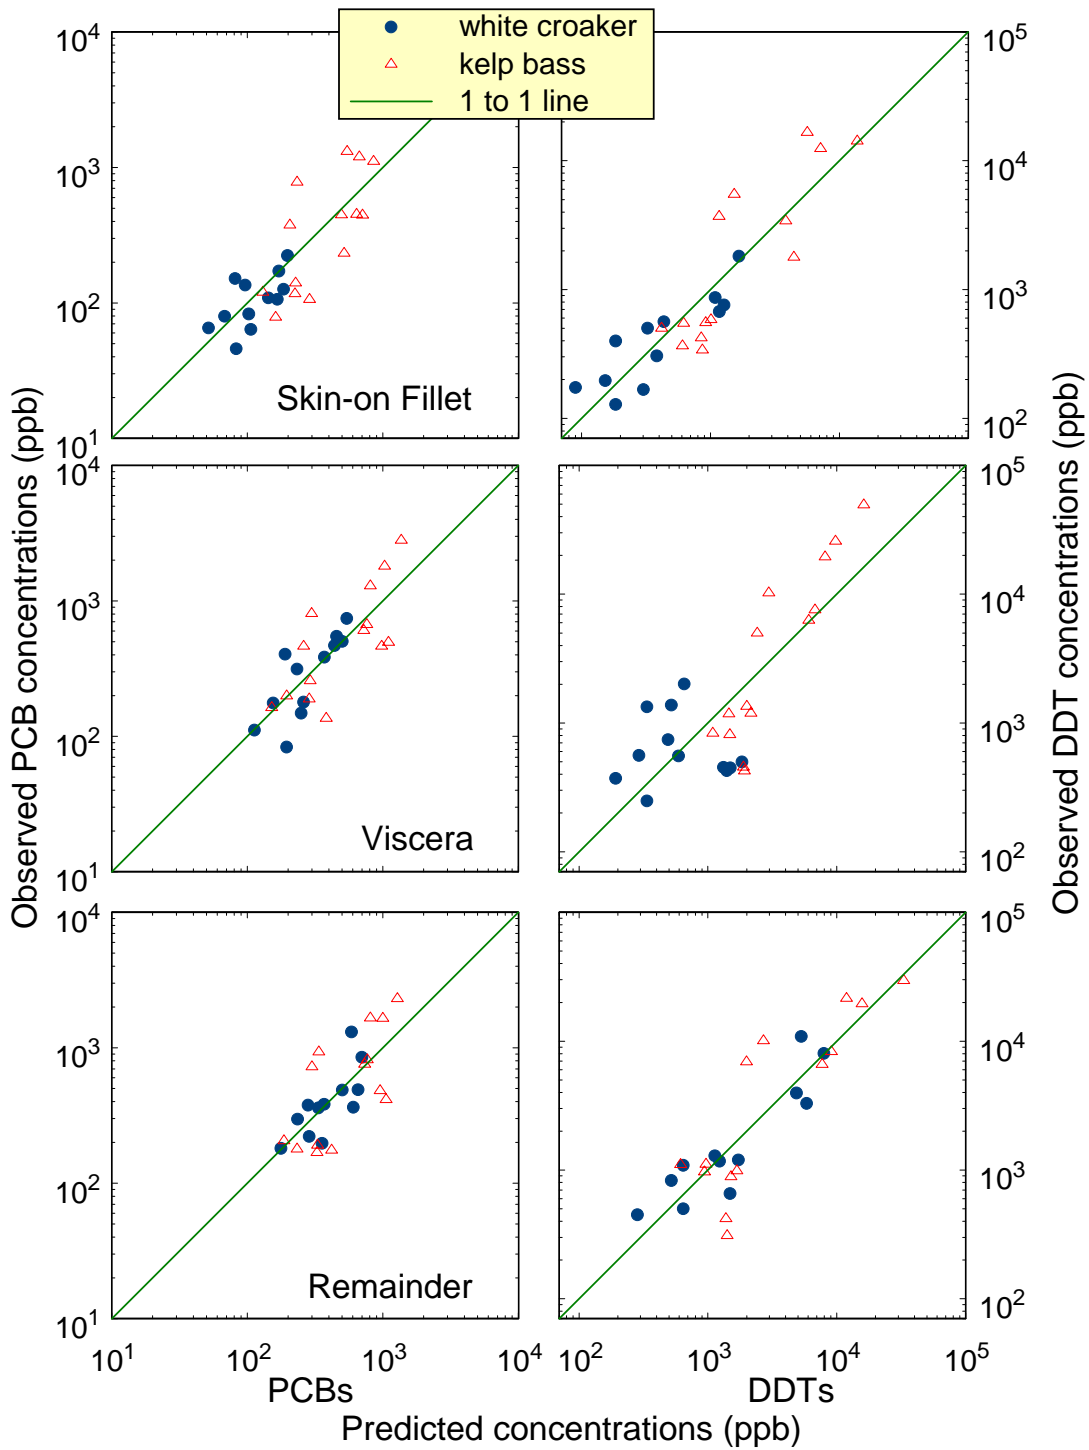 white croaker
kelp bass
1 to 1 line
10^4
10^3
10^2
10^1
10^5
10^4
10^3
10^2
Skin-on Fillet
10^4
10^3
10^2
10^1
10^5
10^4
10^3
10^2
Viscera
10^4
10^3
10^2
10^1
10^5
10^4
10^3
10^2
Remainder
Observed PCB concentrations (ppb)
Observed DDT concentrations (ppb)
10^1 10^2 10^3 10^4 10^2 10^3 10^4 10^5
PCBs DDTs
Predicted concentrations (ppb)